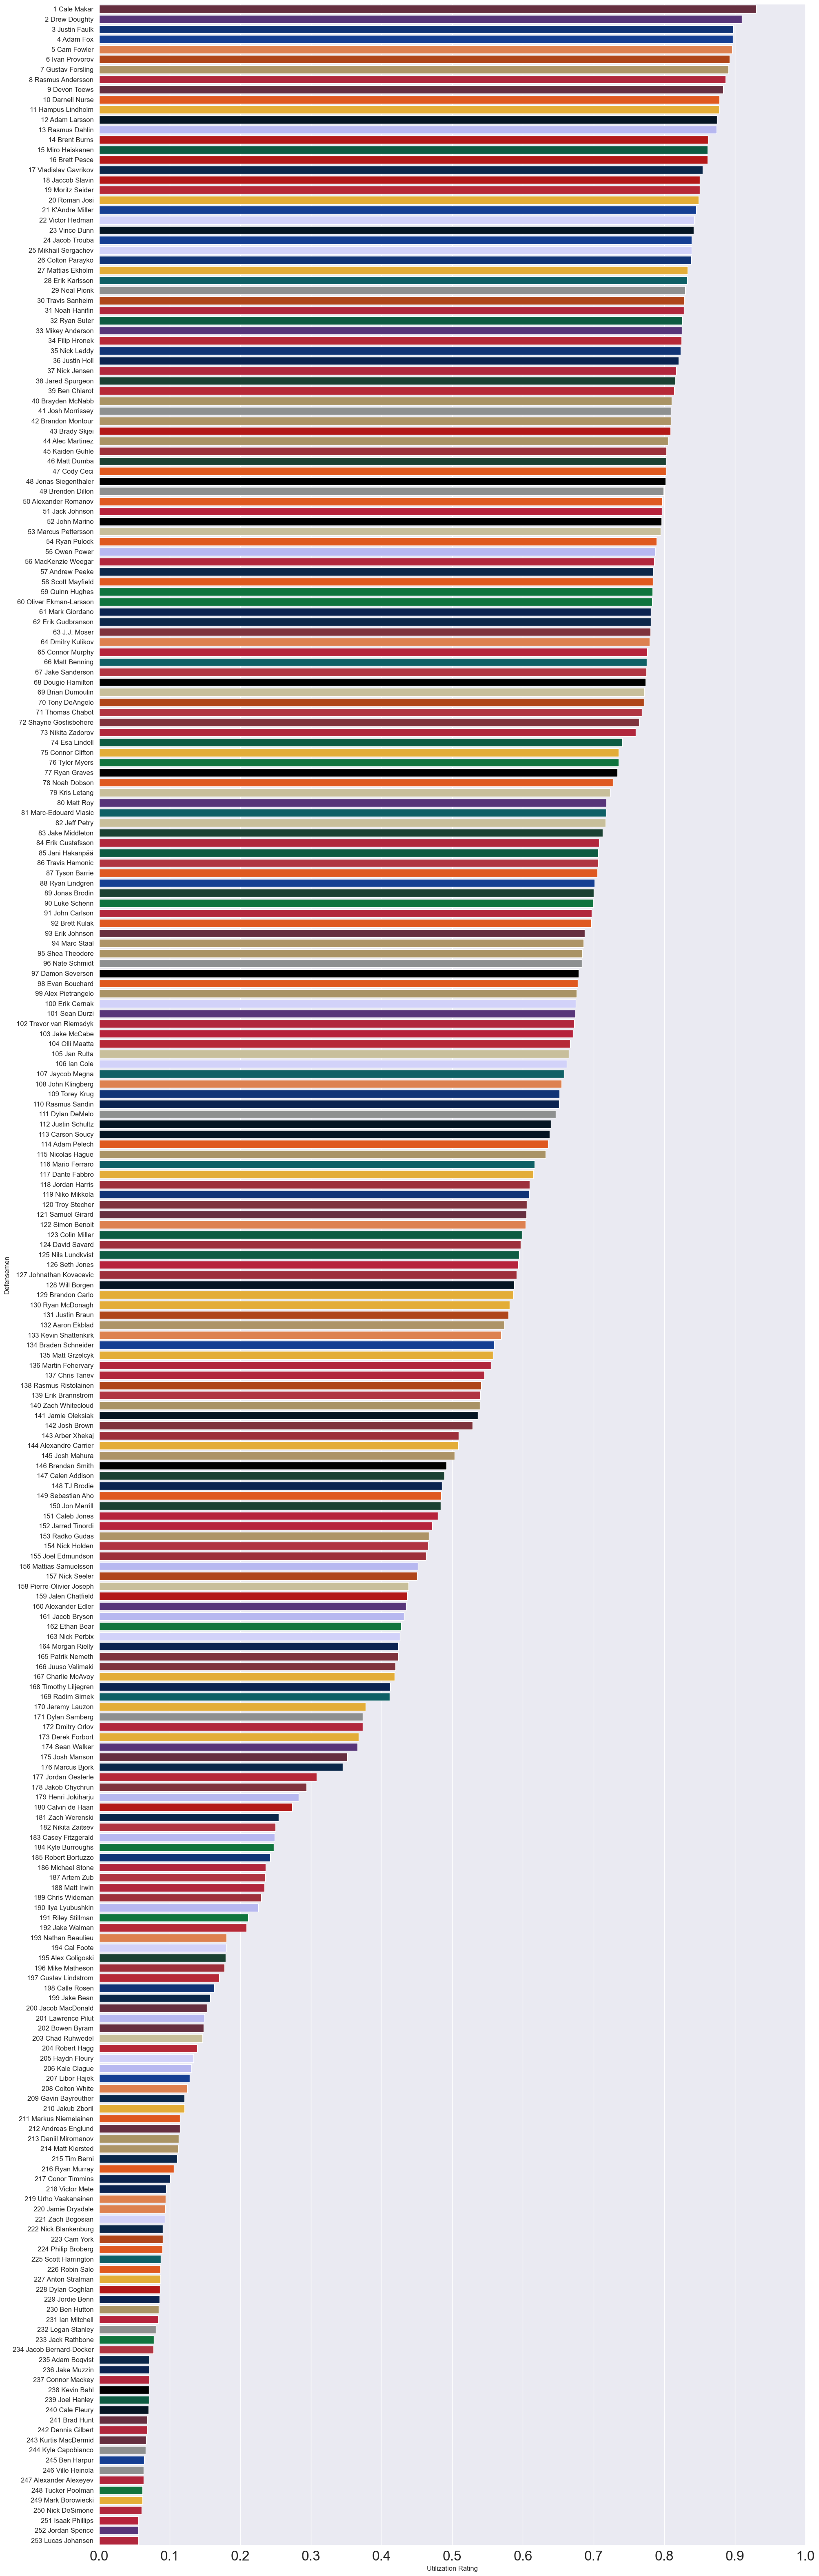 1 Cale Makar
2 Drew Doughty
3 Justin Faulk
4 Adam Fox
5 Cam Fowler
6 Ivan Provorov
7 Gustav Forsling
8 Rasmus Andersson
9 Devon Toews
10 Darnell Nurse
11 Hampus Lindholm
12 Adam Larsson
13 Rasmus Dahlin
14 Brent Burns
15 Miro Heiskanen
16 Brett Pesce
17 Vladislav Gavrikov
18 Jaccob Slavin
19 Moritz Seider
20 Roman Josi
21 K'Andre Miller
22 Victor Hedman
23 Vince Dunn
24 Jacob Trouba
25 Mikhail Sergachev
26 Colton Parayko
27 Mattias Ekholm
28 Erik Karlsson
29 Neal Pionk
30 Travis Sanheim
31 Noah Hanifin
32 Ryan Suter
33 Mikey Anderson
34 Filip Hronek
35 Nick Leddy
36 Justin Holl
37 Nick Jensen
38 Jared Spurgeon
39 Ben Chiarot
40 Brayden McNabb
41 Josh Morrissey
42 Brandon Montour
43 Brady Skjei
44 Alec Martinez
45 Kaiden Guhle
46 Matt Dumba
47 Cody Ceci
48 Jonas Siegenthaler
49 Brenden Dillon
50 Alexander Romanov
51 Jack Johnson
52 John Marino
53 Marcus Pettersson
54 Ryan Pulock
55 Owen Power
56 MacKenzie Weegar
57 Andrew Peeke
58 Scott Mayfield
59 Quinn Hughes
60 Oliver Ekman-Larsson
61 Mark Giordano
62 Erik Gudbranson
63 J.J. Moser
64 Dmitry Kulikov
65 Connor Murphy
66 Matt Benning
67 Jake Sanderson
68 Dougie Hamilton
69 Brian Dumoulin
70 Tony DeAngelo
71 Thomas Chabot
72 Shayne Gostisbehere
73 Nikita Zadorov
74 Esa Lindell
75 Connor Clifton
76 Tyler Myers
77 Ryan Graves
78 Noah Dobson
79 Kris Letang
80 Matt Roy
81 Marc-Edouard Vlasic
82 Jeff Petry
83 Jake Middleton
84 Erik Gustafsson
85 Jani Hakanpää
86 Travis Hamonic
87 Tyson Barrie
88 Ryan Lindgren
89 Jonas Brodin
90 Luke Schenn
91 John Carlson
92 Brett Kulak
93 Erik Johnson
94 Marc Staal
95 Shea Theodore
96 Nate Schmidt
97 Damon Severson
98 Evan Bouchard
99 Alex Pietrangelo
100 Erik Cernak
101 Sean Durzi
102 Trevor van Riemsdyk
103 Jake McCabe
104 Olli Maatta
105 Jan Rutta
106 Ian Cole
107 Jaycob Megna
108 John Klingberg
109 Torey Krug
110 Rasmus Sandin
111 Dylan DeMelo
112 Justin Schultz
113 Carson Soucy
114 Adam Pelech
115 Nicolas Hague
116 Mario Ferraro
117 Dante Fabbro
118 Jordan Harris
119 Niko Mikkola
120 Troy Stecher
121 Samuel Girard
122 Simon Benoit
123 Colin Miller
124 David Savard
125 Nils Lundkvist
126 Seth Jones
127 Johnathan Kovacevic
128 Will Borgen
129 Brandon Carlo
130 Ryan McDonagh
131 Justin Braun
132 Aaron Ekblad
133 Kevin Shattenkirk
134 Braden Schneider
135 Matt Grzelcyk
136 Martin Fehervary
137 Chris Tanev
138 Rasmus Ristolainen
139 Erik Brannstrom
140 Zach Whitecloud
141 Jamie Oleksiak
142 Josh Brown
143 Arber Xhekaj
144 Alexandre Carrier
145 Josh Mahura
146 Brendan Smith
147 Calen Addison
148 TJ Brodie
149 Sebastian Aho
150 Jon Merrill
151 Caleb Jones
152 Jarred Tinordi
153 Radko Gudas
154 Nick Holden
155 Joel Edmundson
156 Mattias Samuelsson
157 Nick Seeler
158 Pierre-Olivier Joseph
159 Jalen Chatfield
160 Alexander Edler
161 Jacob Bryson
162 Ethan Bear
163 Nick Perbix
164 Morgan Rielly
165 Patrik Nemeth
166 Juuso Valimaki
167 Charlie McAvoy
168 Timothy Liljegren
169 Radim Simek
170 Jeremy Lauzon
171 Dylan Samberg
172 Dmitry Orlov
173 Derek Forbort
174 Sean Walker
175 Josh Manson
176 Marcus Bjork
177 Jordan Oesterle
178 Jakob Chychrun
179 Henri Jokiharju
180 Calvin de Haan
181 Zach Werenski
182 Nikita Zaitsev
183 Casey Fitzgerald
184 Kyle Burroughs
185 Robert Bortuzzo
186 Michael Stone
187 Artem Zub
188 Matt Irwin
189 Chris Wideman
190 Ilya Lyubushkin
191 Riley Stillman
192 Jake Walman
193 Nathan Beaulieu
194 Cal Foote
195 Alex Goligoski
196 Mike Matheson
197 Gustav Lindstrom
198 Calle Rosen
199 Jake Bean
200 Jacob MacDonald
201 Lawrence Pilut
202 Bowen Byram
203 Chad Ruhwedel
204 Robert Hagg
205 Haydn Fleury
206 Kale Clague
207 Libor Hajek
208 Colton White
209 Gavin Bayreuther
210 Jakub Zboril
211 Markus Niemelainen
212 Andreas Englund
213 Daniil Miromanov
214 Matt Kiersted
215 Tim Berni
216 Ryan Murray
217 Conor Timmins
218 Victor Mete
219 Urho Vaakanainen
220 Jamie Drysdale
221 Zach Bogosian
222 Nick Blankenburg
223 Cam York
224 Philip Broberg
225 Scott Harrington
226 Robin Salo
227 Anton Stralman
228 Dylan Coghlan
229 Jordie Benn
230 Ben Hutton
231 Ian Mitchell
232 Logan Stanley
233 Jack Rathbone
234 Jacob Bernard-Docker
235 Adam Boqvist
236 Jake Muzzin
237 Connor Mackey
238 Kevin Bahl
239 Joel Hanley
240 Cale Fleury
241 Brad Hunt
242 Dennis Gilbert
243 Kurtis MacDermid
244 Kyle Capobianco
245 Ben Harpur
246 Ville Heinola
247 Alexander Alexeyev
248 Tucker Poolman
249 Mark Borowiecki
250 Nick DeSimone
251 Isaak Phillips
252 Jordan Spence
253 Lucas Johansen
Defensemen
0.0 0.1 0.2 0.3 0.4 0.5 0.6 0.7 0.8 0.9 1.0
Utilization Rating